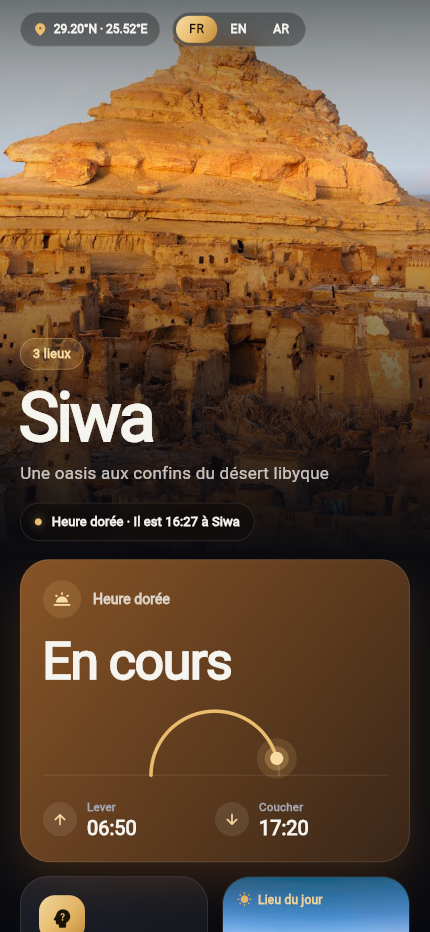 29.20°N · 25.52°E
FR EN AR
3 lieux
Siwa
Une oasis aux confins du désert libyque
Heure dorée · Il est 16:27 à Siwa
Heure dorée
En cours
Lever
06:50
Coucher
17:20
Lieu du jour